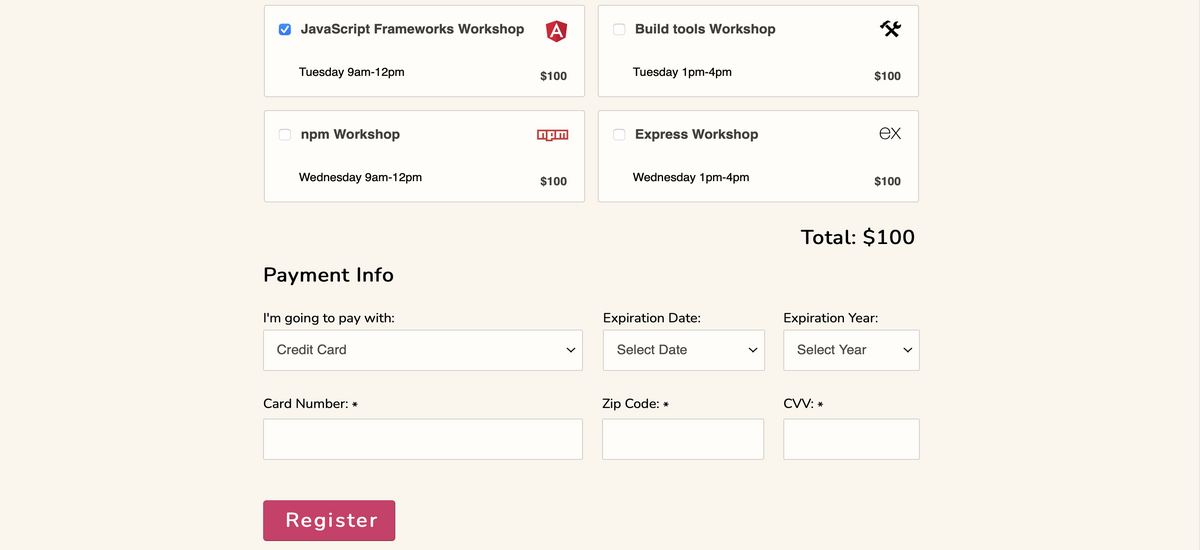 JavaScript Frameworks Workshop
Tuesday 9am-12pm
$100
Build tools Workshop
Tuesday 1pm-4pm
$100
npm Workshop
npm
Wednesday 9am-12pm
$100
Express Workshop
ex
Wednesday 1pm-4pm
$100
Total: $100
Payment Info
I'm going to pay with:
Credit Card
Expiration Date:
Select Date
Expiration Year:
Select Year
Card Number: *
Zip Code: *
CVV: *
Register